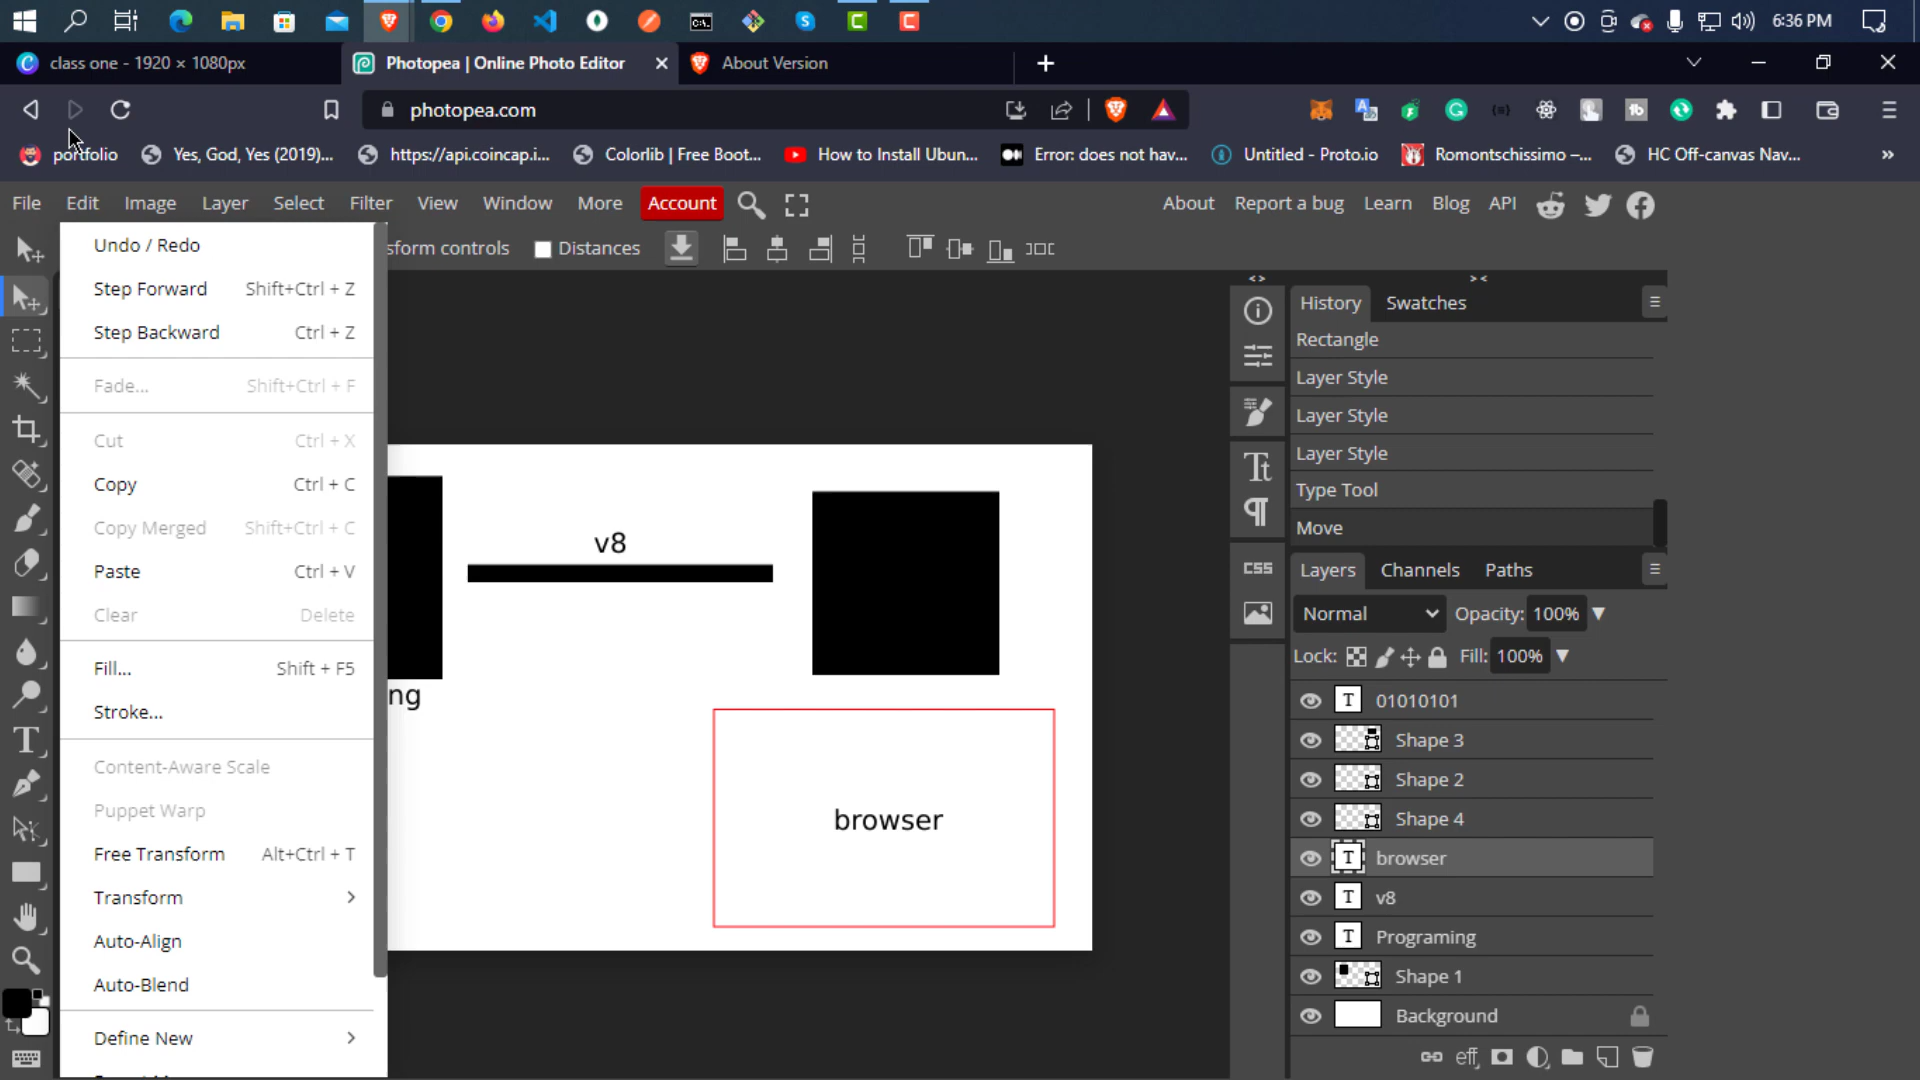 6:36 PM
class one - 1920 × 1080px
Photopea | Online Photo Editor
About Version
photopea.com
portfolio
Yes, God, Yes (2019)...
https://api.coincap.i...
Colorlib | Free Boot...
How to Install Ubun...
Error: does not hav...
Untitled - Proto.io
Romontschissimo –...
HC Off-canvas Nav...
File Edit Image Layer Select Filter View Window More Account
About Report a bug Learn Blog API
Undo / Redo
sform controls
Distances
Step Forward Shift+Ctrl + Z
Step Backward Ctrl + Z
Fade... Shift+Ctrl + F
Cut Ctrl + X
Copy Ctrl + C
Copy Merged Shift+Ctrl + C
Paste Ctrl + V
Clear Delete
Fill... Shift + F5
Stroke...
Content-Aware Scale
Puppet Warp
Free Transform Alt+Ctrl + T
Transform
Auto-Align
Auto-Blend
Define New
v8
ng
browser
History Swatches
Rectangle
Layer Style
Layer Style
Layer Style
Type Tool
Move
CSS
Layers Channels Paths
Normal Opacity: 100%
Lock: Fill: 100%
T 01010101
Shape 3
Shape 2
Shape 4
T browser
T v8
T Programing
Shape 1
Background
eff